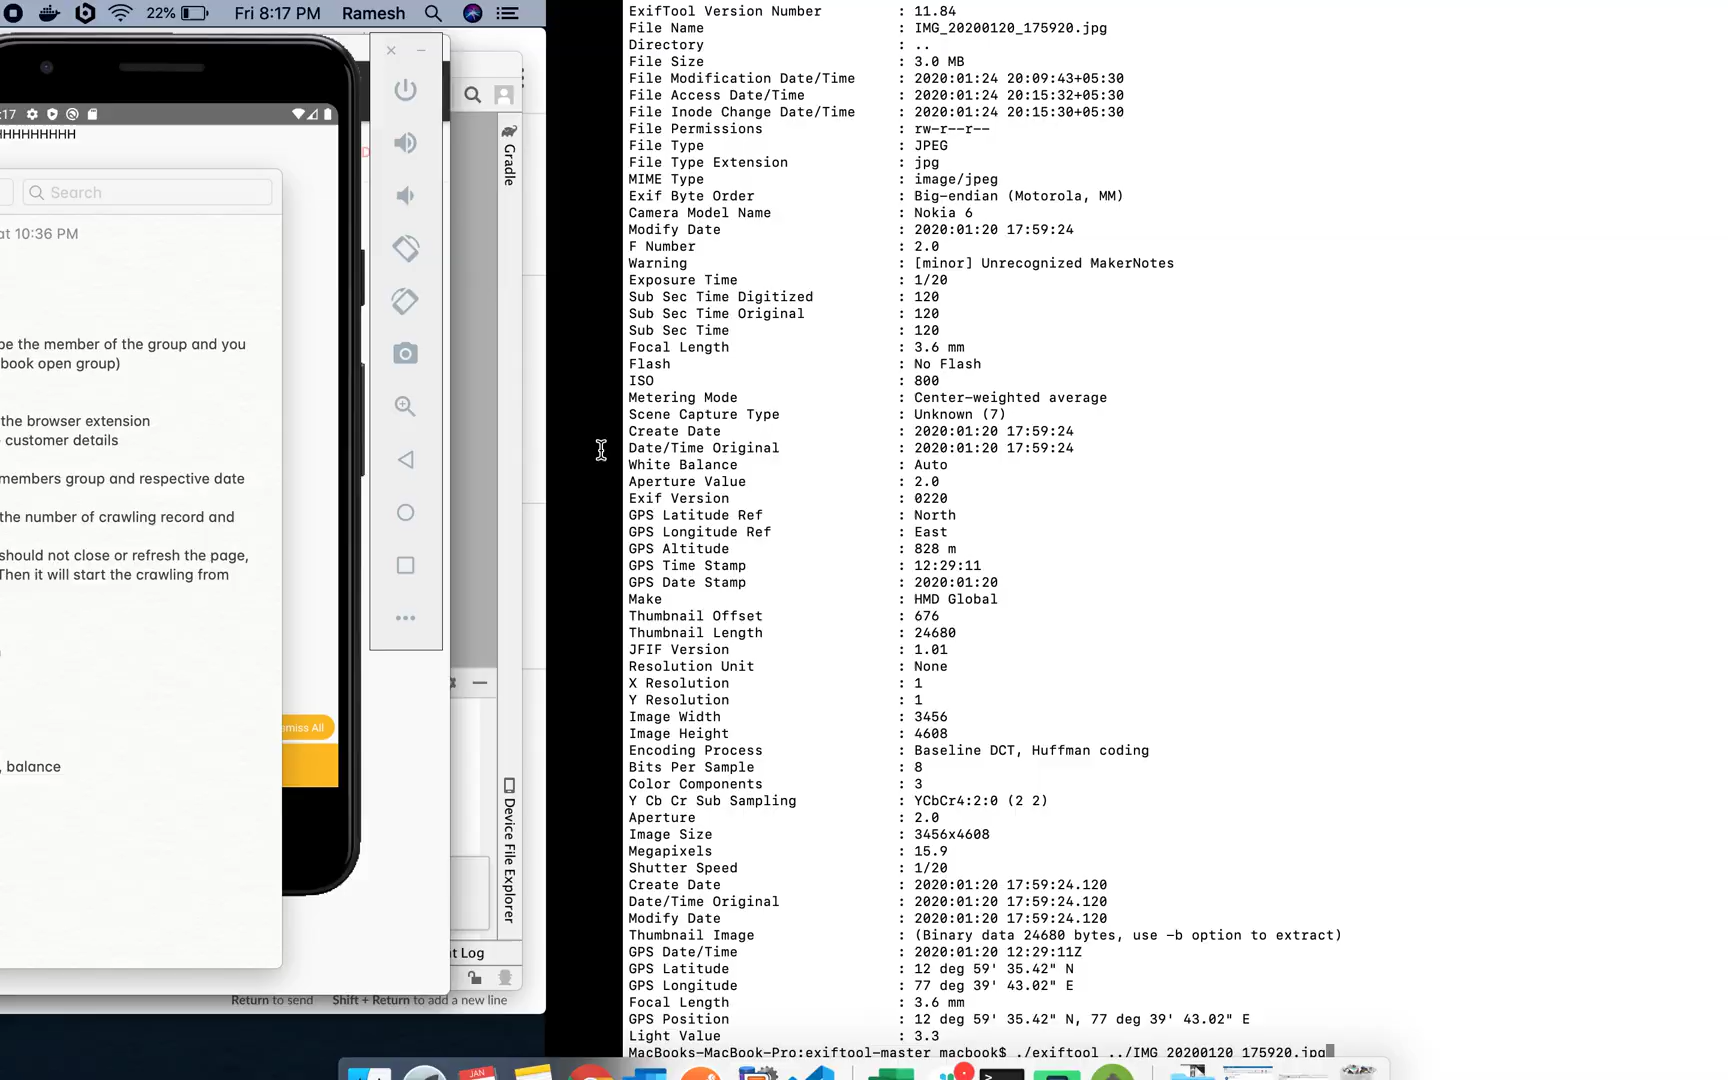 22% Fri 8:17 PM Ramesh
:17
HHHHHHHHH
Search
at 10:36 PM
be the member of the group and you
book open group)
the browser extension
customer details
members group and respective date
the number of crawling record and
should not close or refresh the page,
Then it will start the crawling from
miss All
, balance
Gradle
Device File Explorer
nt Log
Return to send Shift + Return to add a new line
ExifTool Version Number : 11.84
File Name : IMG_20200120_175920.jpg
Directory : ..
File Size : 3.0 MB
File Modification Date/Time : 2020:01:24 20:09:43+05:30
File Access Date/Time : 2020:01:24 20:15:32+05:30
File Inode Change Date/Time : 2020:01:24 20:15:30+05:30
File Permissions : rw-r--r--
File Type : JPEG
File Type Extension : jpg
MIME Type : image/jpeg
Exif Byte Order : Big-endian (Motorola, MM)
Camera Model Name : Nokia 6
Modify Date : 2020:01:20 17:59:24
F Number : 2.0
Warning : [minor] Unrecognized MakerNotes
Exposure Time : 1/20
Sub Sec Time Digitized : 120
Sub Sec Time Original : 120
Sub Sec Time : 120
Focal Length : 3.6 mm
Flash : No Flash
ISO : 800
Metering Mode : Center-weighted average
Scene Capture Type : Unknown (7)
Create Date : 2020:01:20 17:59:24
Date/Time Original : 2020:01:20 17:59:24
White Balance : Auto
Aperture Value : 2.0
Exif Version : 0220
GPS Latitude Ref : North
GPS Longitude Ref : East
GPS Altitude : 828 m
GPS Time Stamp : 12:29:11
GPS Date Stamp : 2020:01:20
Make : HMD Global
Thumbnail Offset : 676
Thumbnail Length : 24680
JFIF Version : 1.01
Resolution Unit : None
X Resolution : 1
Y Resolution : 1
Image Width : 3456
Image Height : 4608
Encoding Process : Baseline DCT, Huffman coding
Bits Per Sample : 8
Color Components : 3
Y Cb Cr Sub Sampling : YCbCr4:2:0 (2 2)
Aperture : 2.0
Image Size : 3456x4608
Megapixels : 15.9
Shutter Speed : 1/20
Create Date : 2020:01:20 17:59:24.120
Date/Time Original : 2020:01:20 17:59:24.120
Modify Date : 2020:01:20 17:59:24.120
Thumbnail Image : (Binary data 24680 bytes, use -b option to extract)
GPS Date/Time : 2020:01:20 12:29:11Z
GPS Latitude : 12 deg 59' 35.42" N
GPS Longitude : 77 deg 39' 43.02" E
Focal Length : 3.6 mm
GPS Position : 12 deg 59' 35.42" N, 77 deg 39' 43.02" E
Light Value : 3.3
MacBooks-MacBook-Pro:exiftool-master macbook$ ./exiftool ../IMG_20200120_175920.jpg
JAN